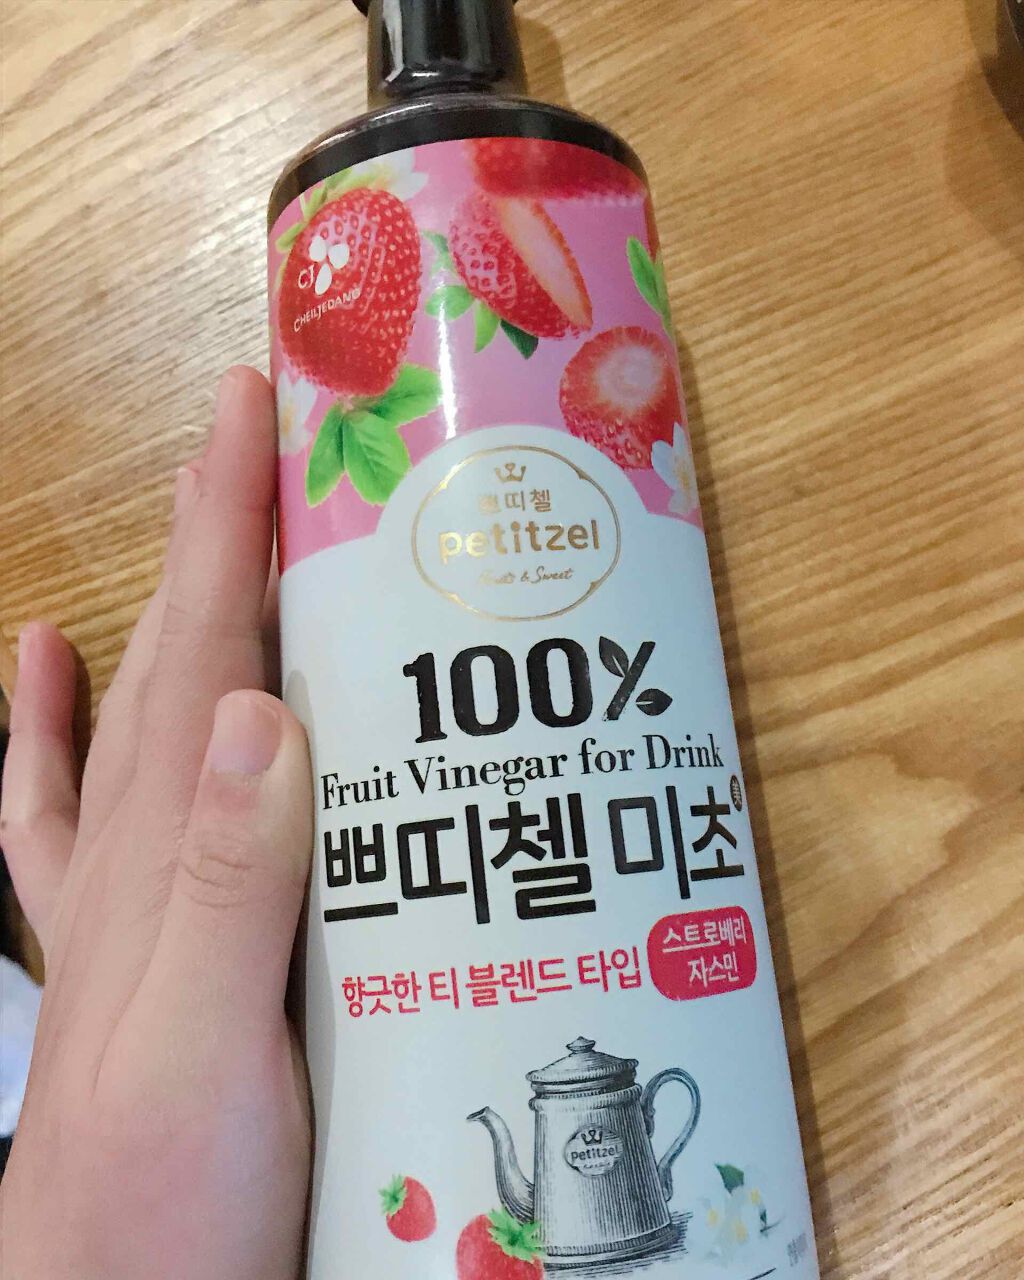 CJ
CHEILJEDANG
쁘띠첼
petitzel
Fruits & Sweet
100%
Fruit Vinegar for Drink
쁘띠첼 미초 美
향긋한 티 블렌드 타입
스트로베리
자스민
petitzel